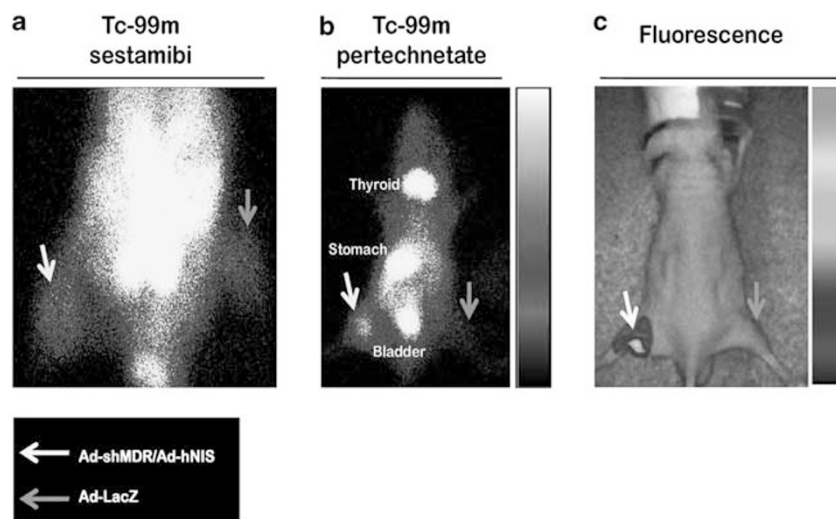 a
Tc-99m
sestamibi
b
Tc-99m
pertechnetate
c
Fluorescence
Thyroid
Stomach
Bladder
Ad-shMDR/Ad-hNIS
Ad-LacZ